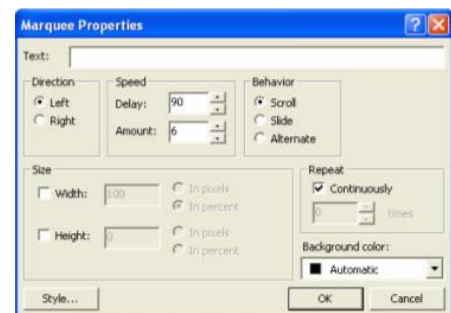 Marquee Properties
Text:
Direction
Left
Right
Speed
Delay: 90
Amount: 6
Behavior
Scroll
Slide
Alternate
Size
Width: 100
In pixels
In percent
Height: 0
In pixels
In percent
Repeat
Continuously
0 times
Background color:
Automatic
Style...
OK
Cancel